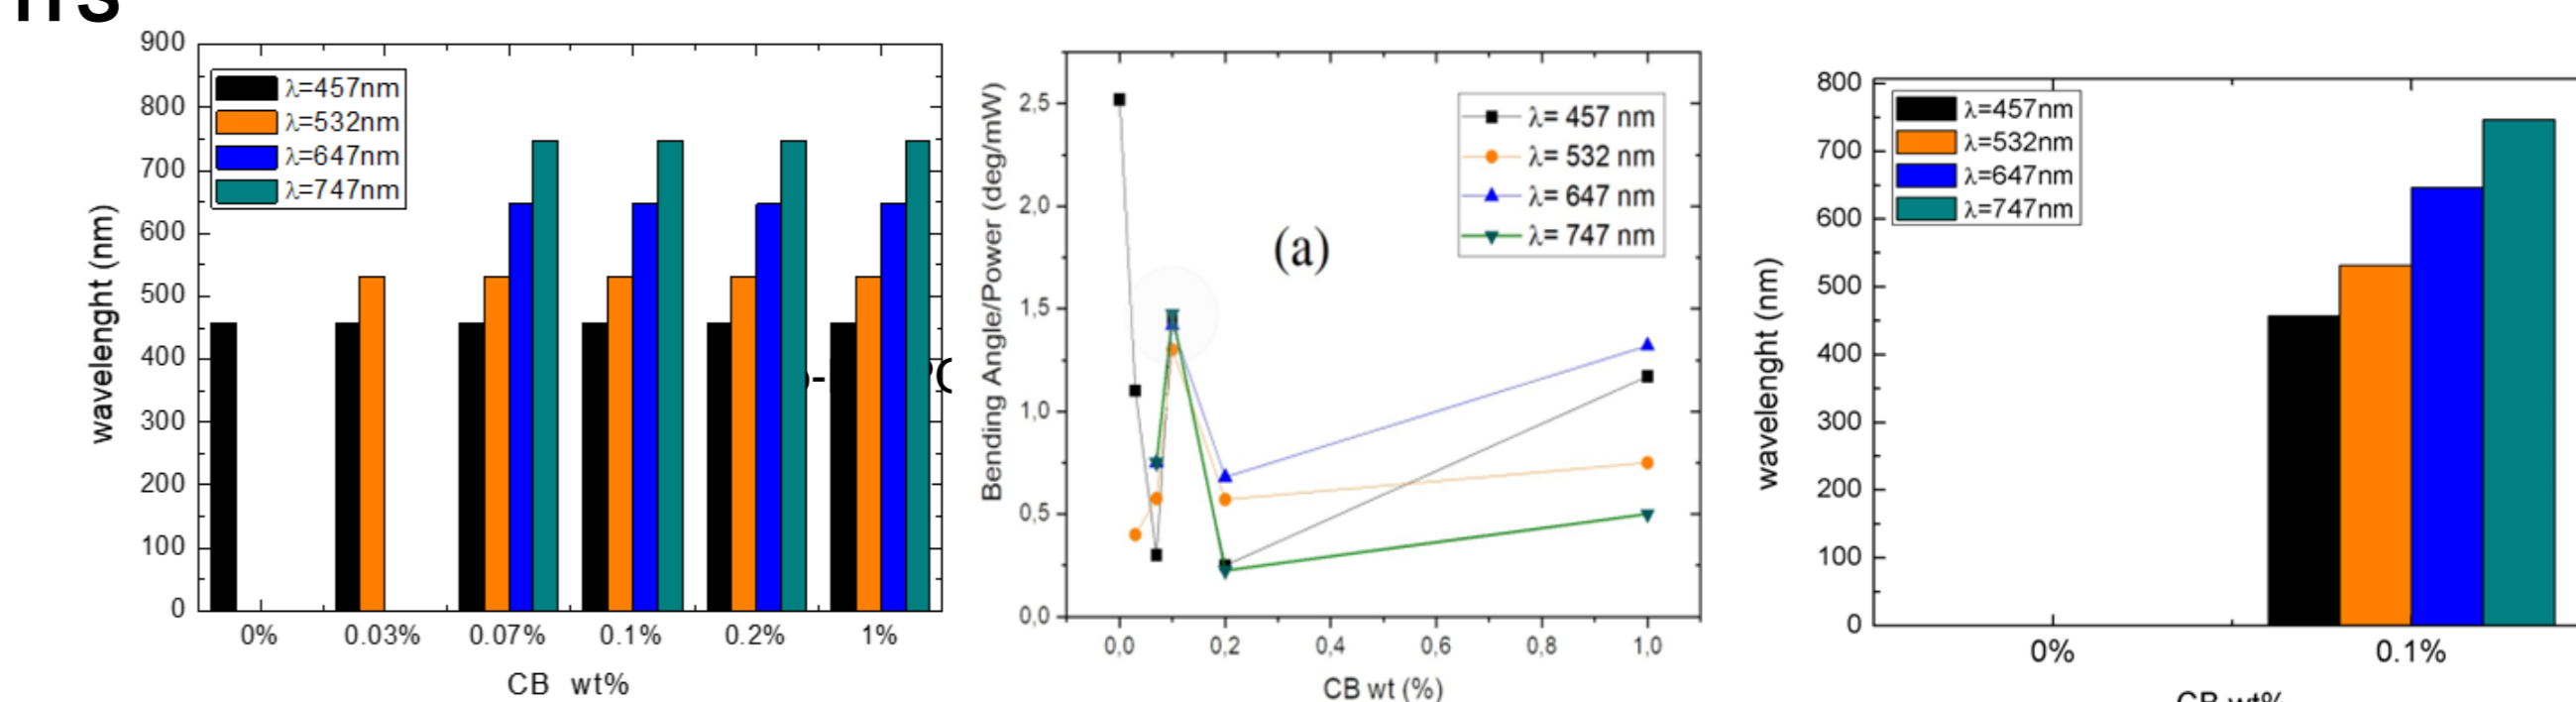 900
800
700
600
500
400
300
200
100
0
λ=457nm
λ=532nm
λ=647nm
λ=747nm
wavelenght (nm)
0% 0.03% 0.07% 0.1% 0.2% 1%
CB wt%
2,5
2,0
1,5
1,0
0,5
0,0
Bending Angle/Power (deg/mW)
(a)
λ= 457 nm
λ= 532 nm
λ= 647 nm
λ= 747 nm
0,0 0,2 0,4 0,6 0,8 1,0
CB wt (%)
800
700
600
500
400
300
200
100
0
λ=457nm
λ=532nm
λ=647nm
λ=747nm
wavelenght (nm)
0% 0.1%
CB wt%